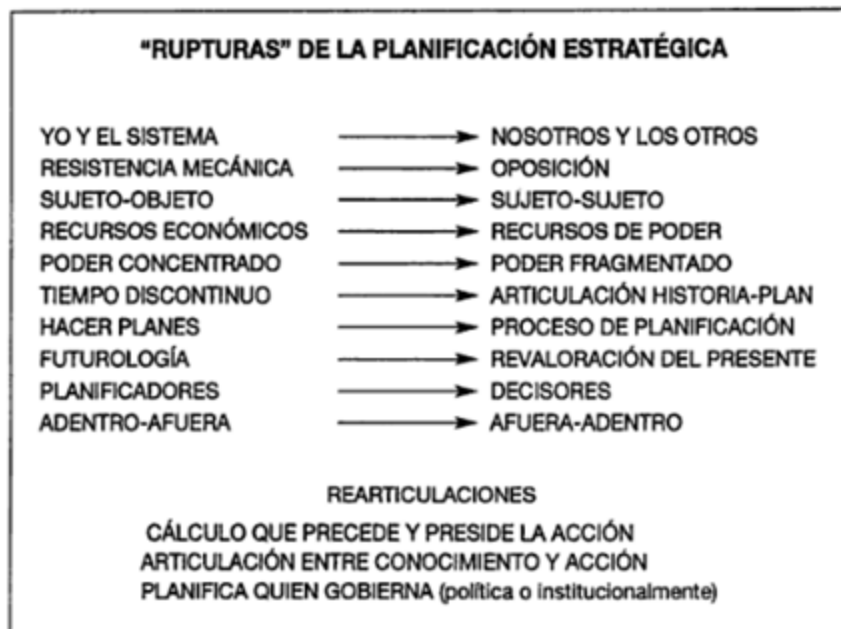 “RUPTURAS” DE LA PLANIFICACIÓN ESTRATÉGICA
YO Y EL SISTEMA NOSOTROS Y LOS OTROS
RESISTENCIA MECÁNICA OPOSICIÓN
SUJETO-OBJETO SUJETO-SUJETO
RECURSOS ECONÓMICOS RECURSOS DE PODER
PODER CONCENTRADO PODER FRAGMENTADO
TIEMPO DISCONTINUO ARTICULACIÓN HISTORIA-PLAN
HACER PLANES PROCESO DE PLANIFICACIÓN
FUTUROLOGÍA REVALORACIÓN DEL PRESENTE
PLANIFICADORES DECISORES
ADENTRO-AFUERA AFUERA-ADENTRO
REARTICULACIONES
CÁLCULO QUE PRECEDE Y PRESIDE LA ACCIÓN
ARTICULACIÓN ENTRE CONOCIMIENTO Y ACCIÓN
PLANIFICA QUIEN GOBIERNA (política o institucionalmente)